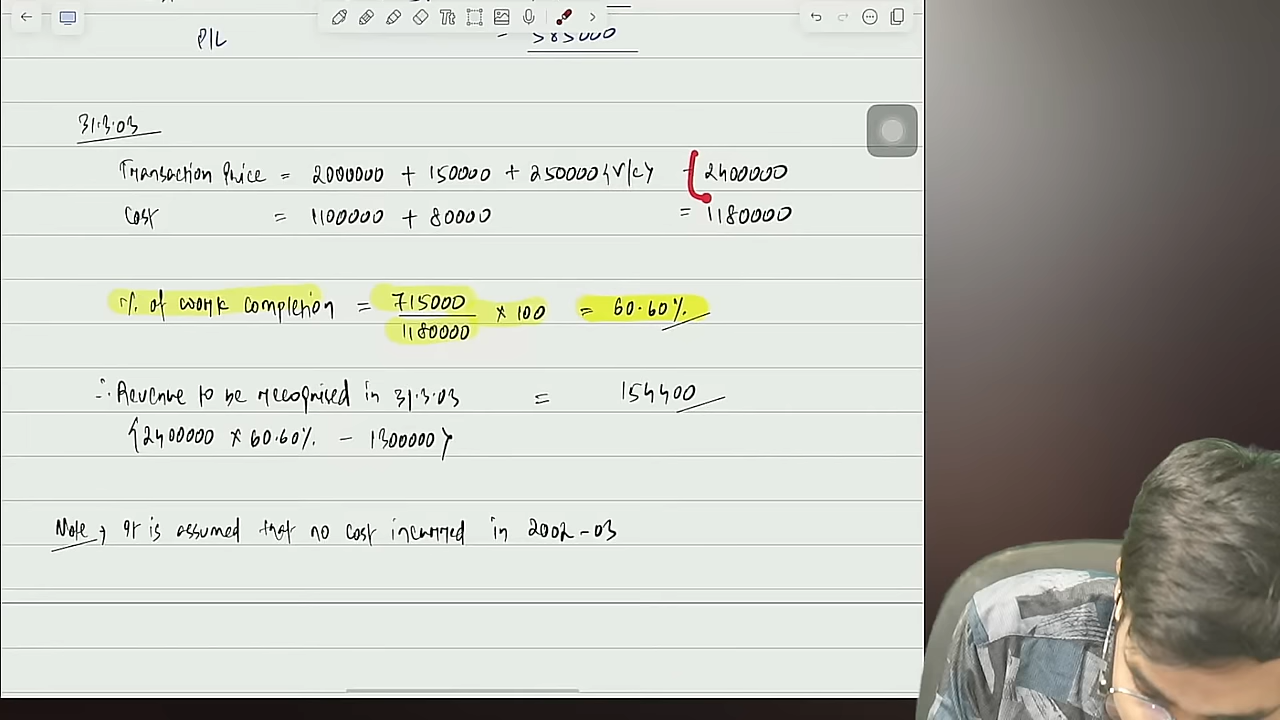 P/L = 585000
31.3.03
Transaction Price = 2000000 + 150000 + 250000 {V/C} 2400000
Cost = 1100000 + 80000 = 1180000
% of work completion = 715000 / 1180000 × 100 = 60.60%
∴ Revenue to be recognised in 31.3.03 = 154400
{2400000 × 60.60% - 1300000}
Note → It is assumed that no cost incurred in 2002-03